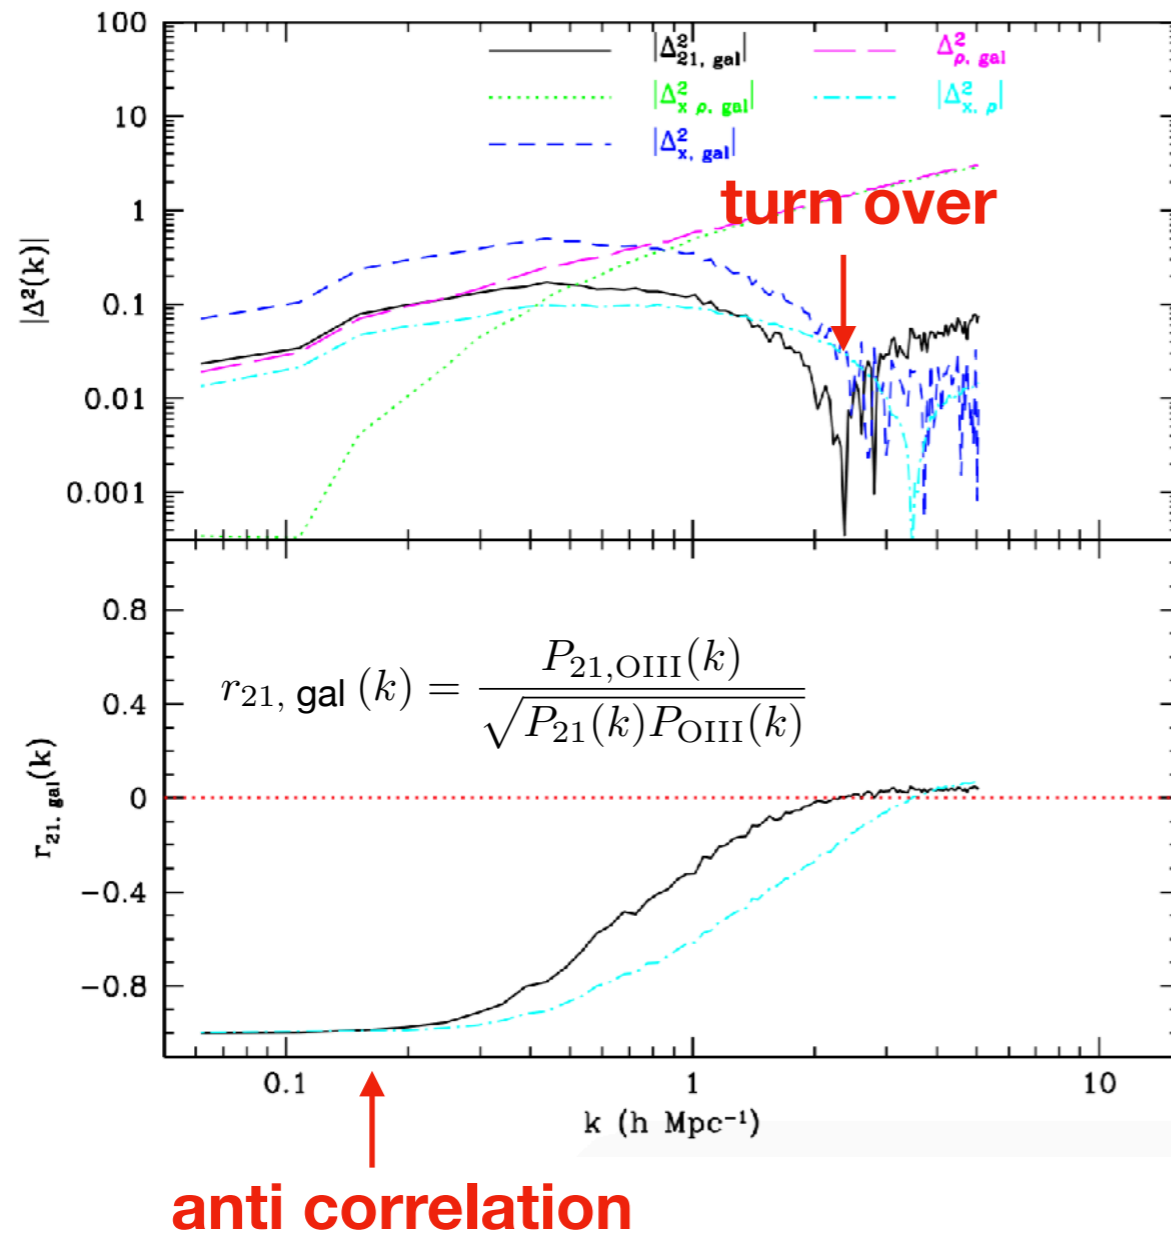 100
10
1
0.1
0.01
0.001
|Δ²(k)|
|Δ²₂₁, gal|
Δ²ρ, gal
|Δ²x ρ, gal|
|Δ²x, ρ|
|Δ²x, gal|
turn over
0.8
0.4
0
−0.4
−0.8
r₂₁, gal(k)
r₂₁, gal (k) = P₂₁,OIII(k) / √P₂₁(k)P_OIII(k)
0.1
1
10
k (h Mpc⁻¹)
anti correlation